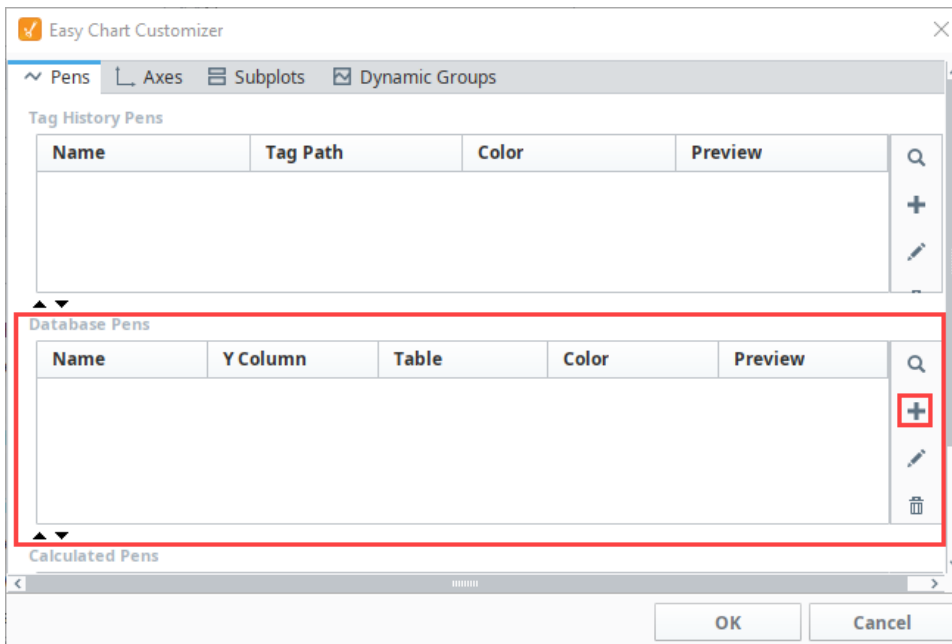 Easy Chart Customizer
Pens Axes Subplots Dynamic Groups
Tag History Pens
Name Tag Path Color Preview
Database Pens
Name Y Column Table Color Preview
Calculated Pens
OK Cancel